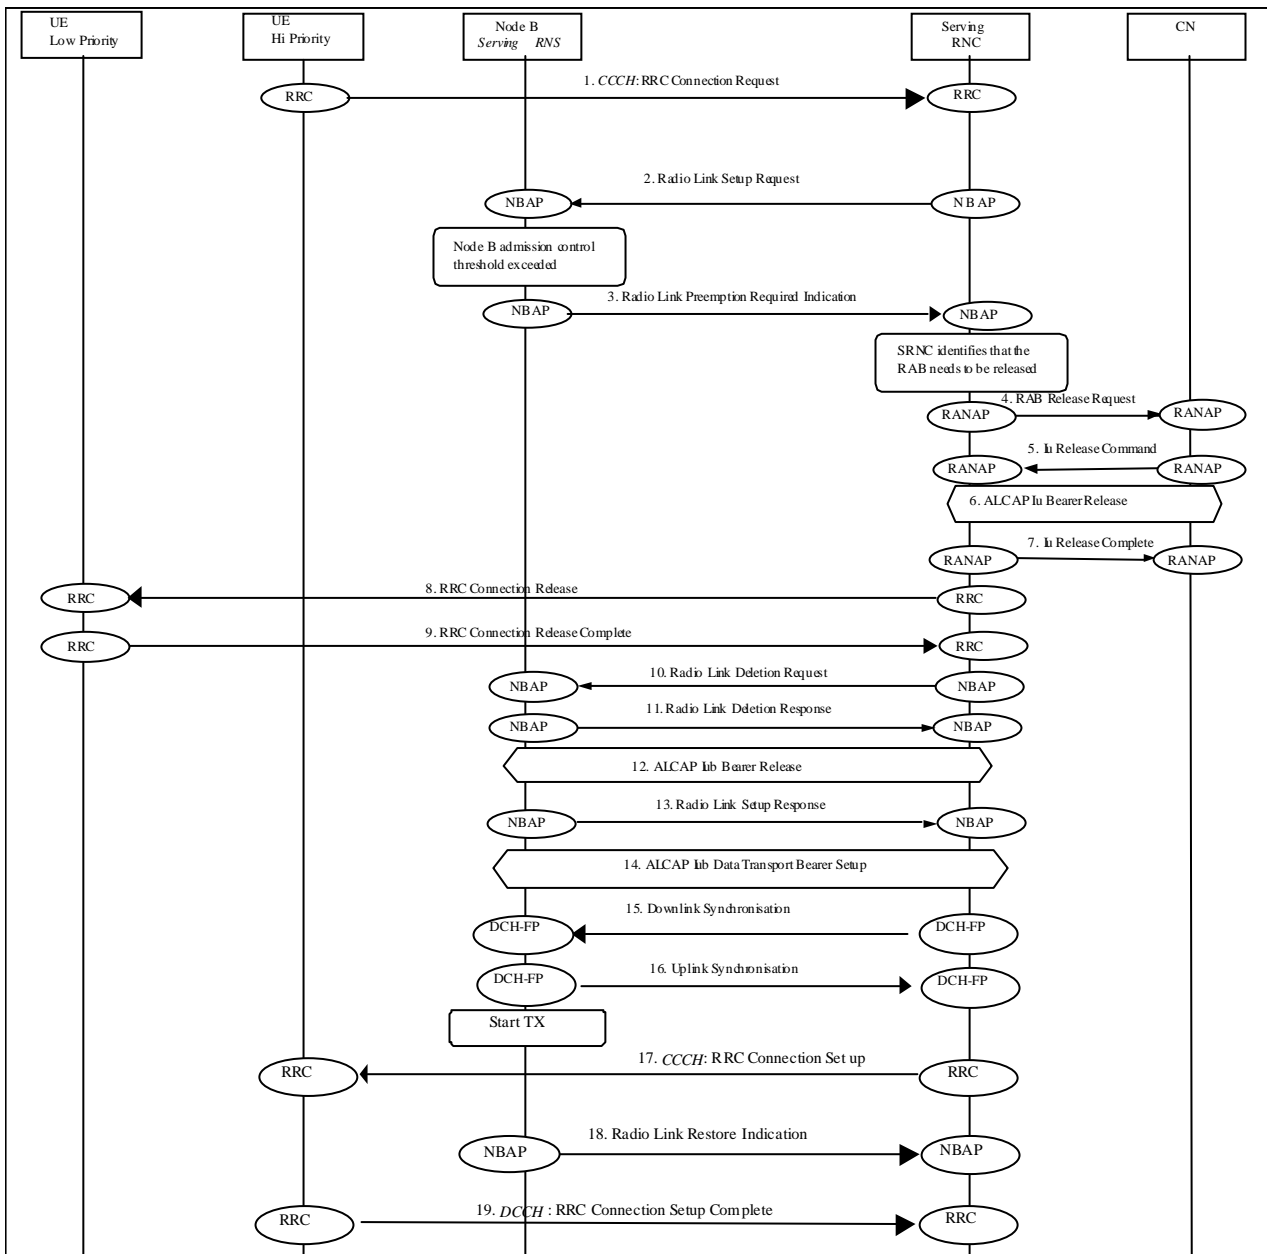 UE
Low Priority
UE
Hi Priority
Node B
Serving RNS
Serving
RNC
CN
1. CCCH: RRC Connection Request
RRC
RRC
2. Radio Link Setup Request
NBAP
NBAP
Node B admission control
threshold exceeded
3. Radio Link Preemption Required Indication
NBAP
NBAP
SRNC identifies that the
RAB needs to be released
4. RAB Release Request
RANAP
RANAP
5. Iu Release Command
RANAP
RANAP
6. ALCAP Iu Bearer Release
7. Iu Release Complete
RANAP
RANAP
8. RRC Connection Release
RRC
RRC
9. RRC Connection Release Complete
RRC
RRC
10. Radio Link Deletion Request
NBAP
NBAP
11. Radio Link Deletion Response
NBAP
NBAP
12. ALCAP Iub Bearer Release
13. Radio Link Setup Response
NBAP
NBAP
14. ALCAP Iub Data Transport Bearer Setup
15. Downlink Synchronisation
DCH-FP
DCH-FP
16. Uplink Synchronisation
DCH-FP
DCH-FP
Start TX
17. CCCH: RRC Connection Set up
RRC
RRC
18. Radio Link Restore Indication
NBAP
NBAP
19. DCCH : RRC Connection Setup Complete
RRC
RRC